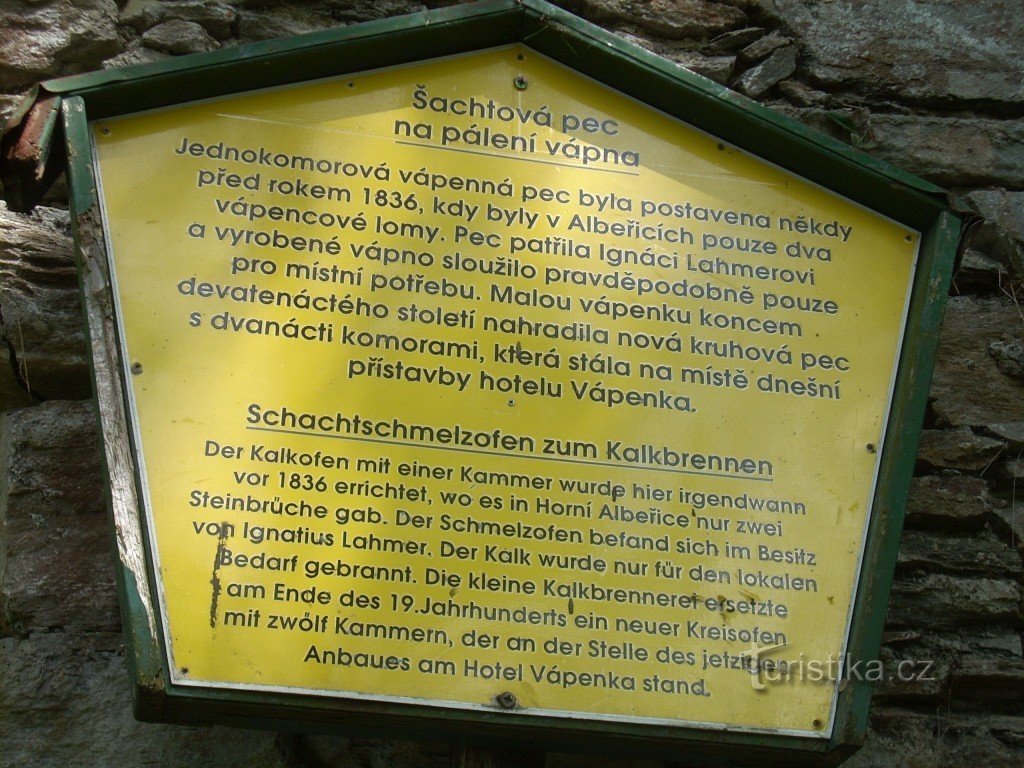 Šachtová pec
na pálení vápna
Jednokomorová vápenná pec byla postavena někdy
před rokem 1836, kdy byly v Albeřicích pouze dva
vápencové lomy. Pec patřila Ignáci Lahmerovi
a vyrobené vápno sloužilo pravděpodobně pouze
pro místní potřebu. Malou vápenku koncem
devatenáctého století nahradila nová kruhová pec
s dvanácti komorami, která stála na místě dnešní
přístavby hotelu Vápenka.
Schachtschmelzofen zum Kalkbrennen
Der Kalkofen mit einer Kammer wurde hier irgendwann
vor 1836 errichtet, wo es in Horní Albeřice nur zwei
Steinbrüche gab. Der Schmelzofen befand sich im Besitz
von Ignatius Lahmer. Der Kalk wurde nur für den lokalen
Bedarf gebrannt. Die kleine Kalkbrennerei ersetzte
am Ende des 19.Jahrhunderts ein neuer Kreisofen
mit zwölf Kammern, der an der Stelle des jetzigen
Anbaues am Hotel Vápenka stand.
turistika.cz